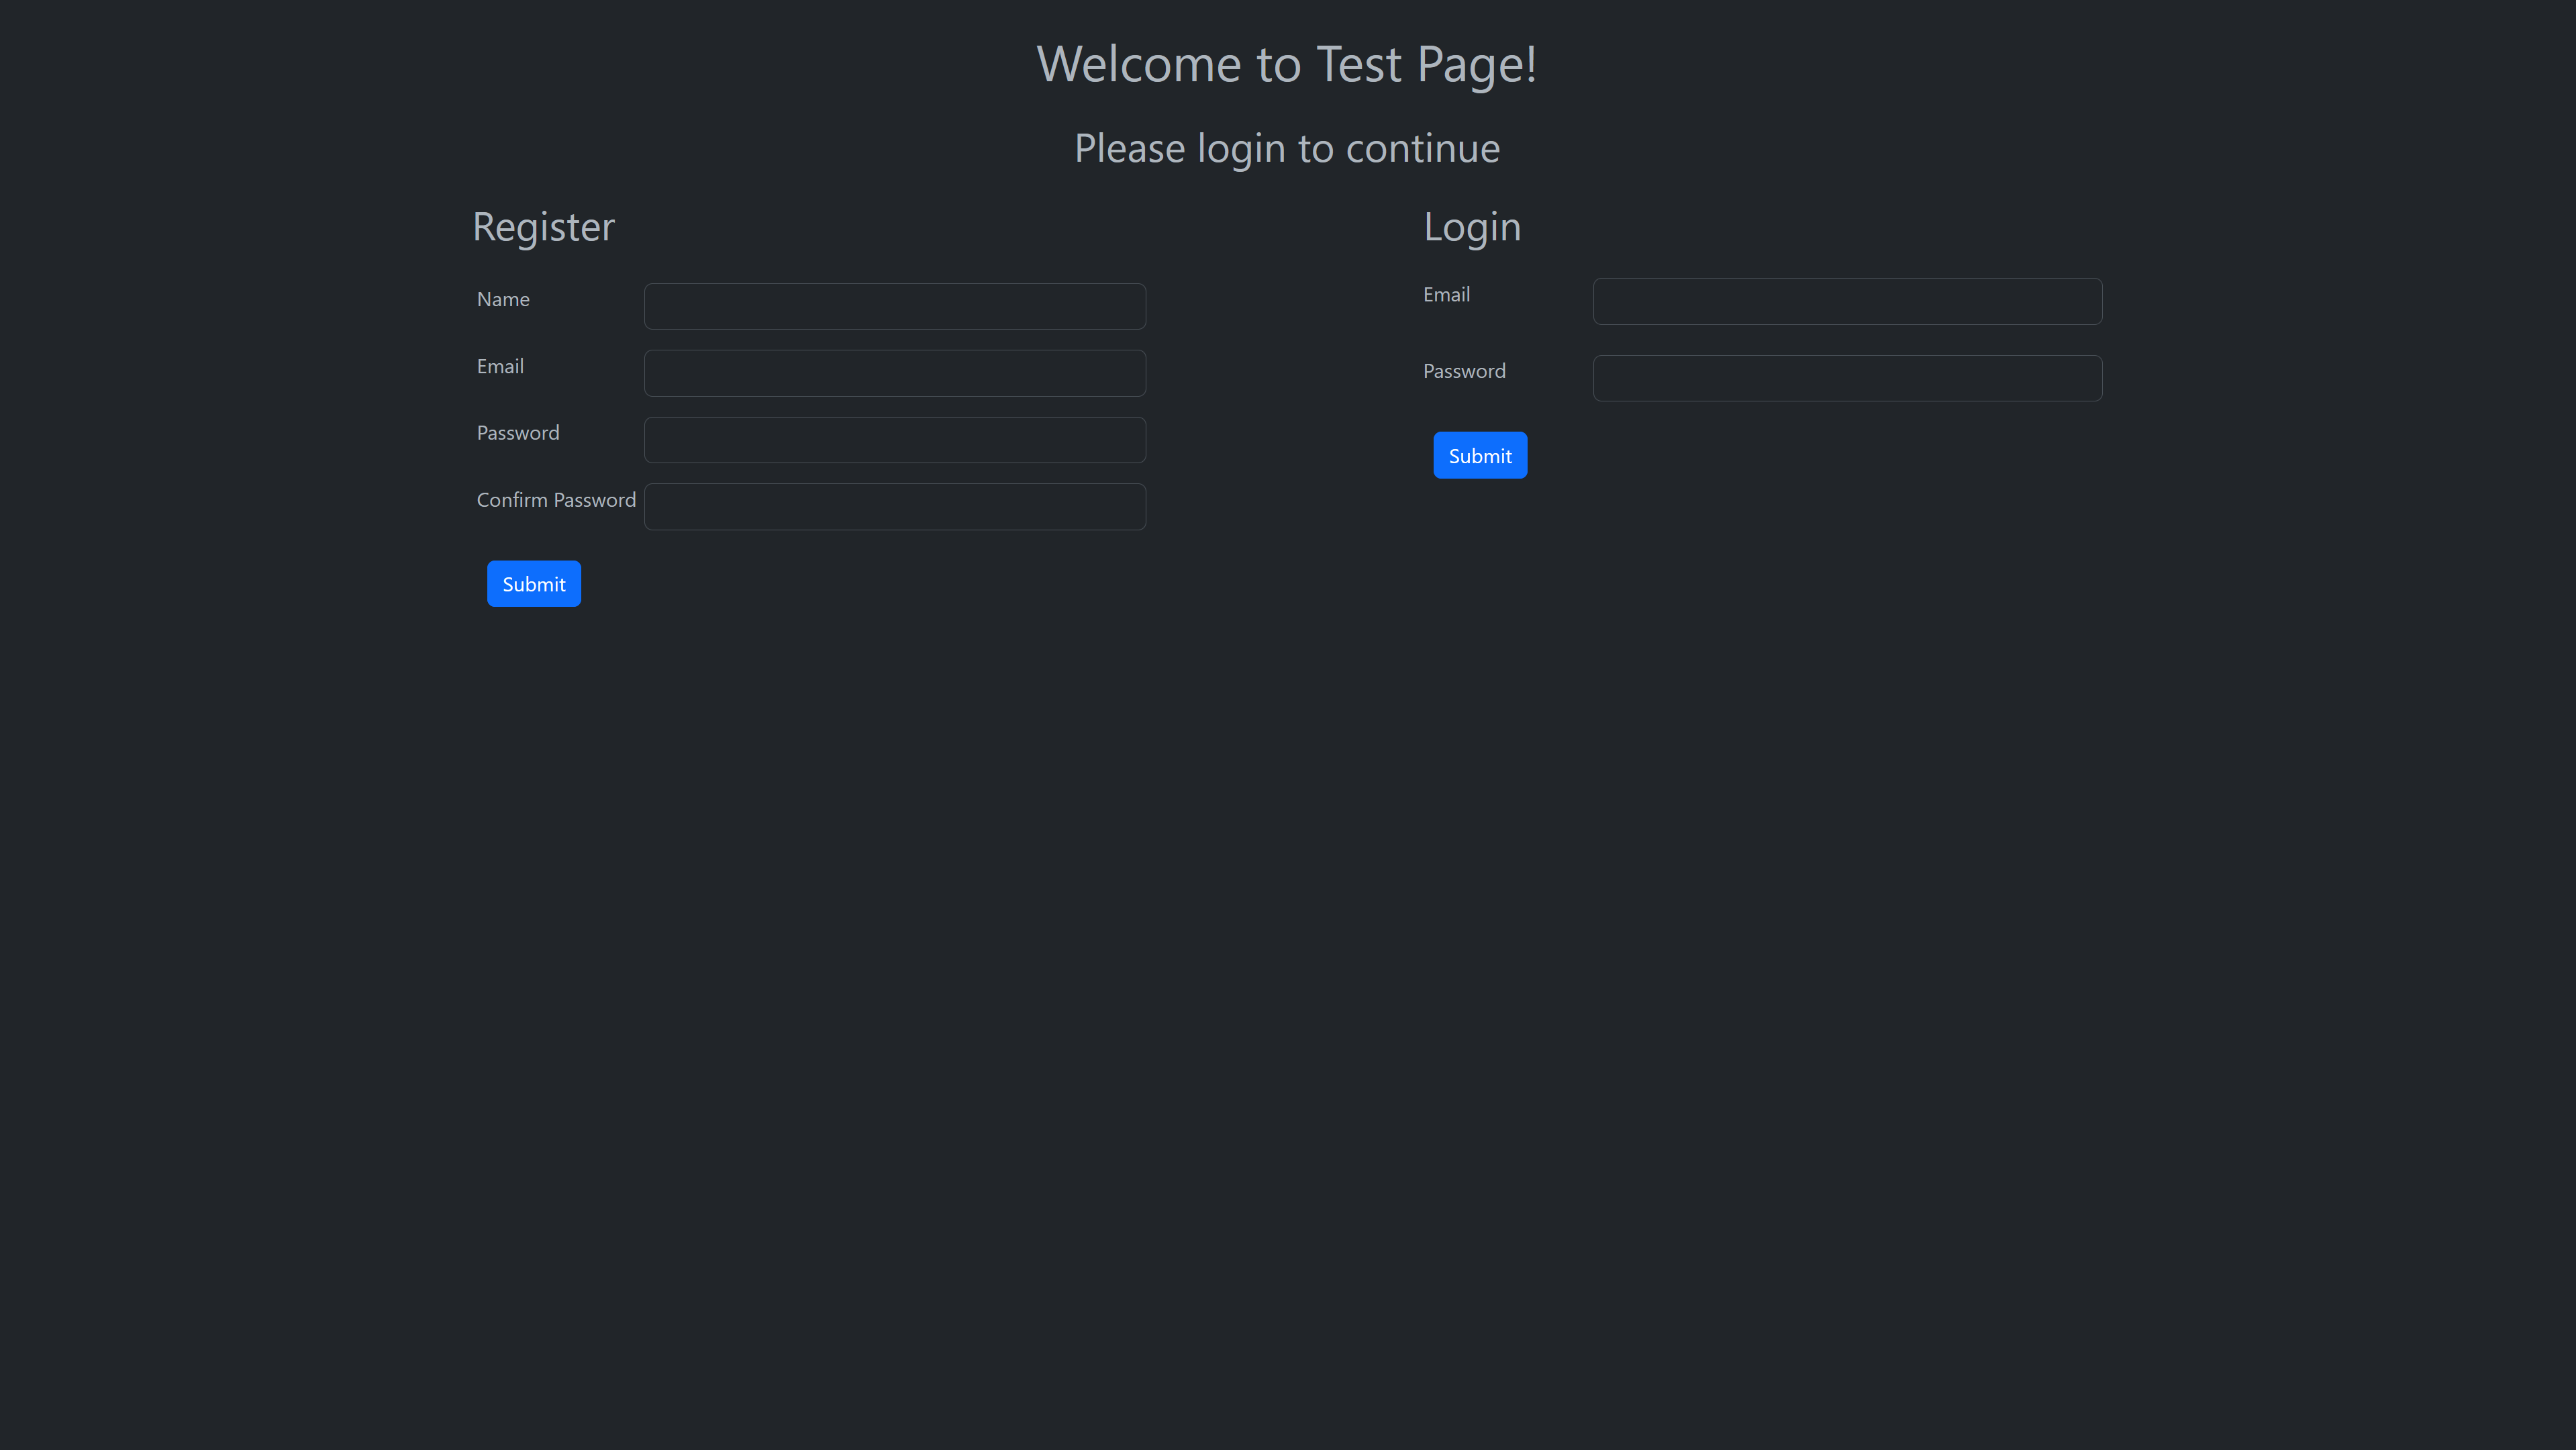 Welcome to Test Page!
Please login to continue
Register
Name
Email
Password
Confirm Password
Submit
Login
Email
Password
Submit